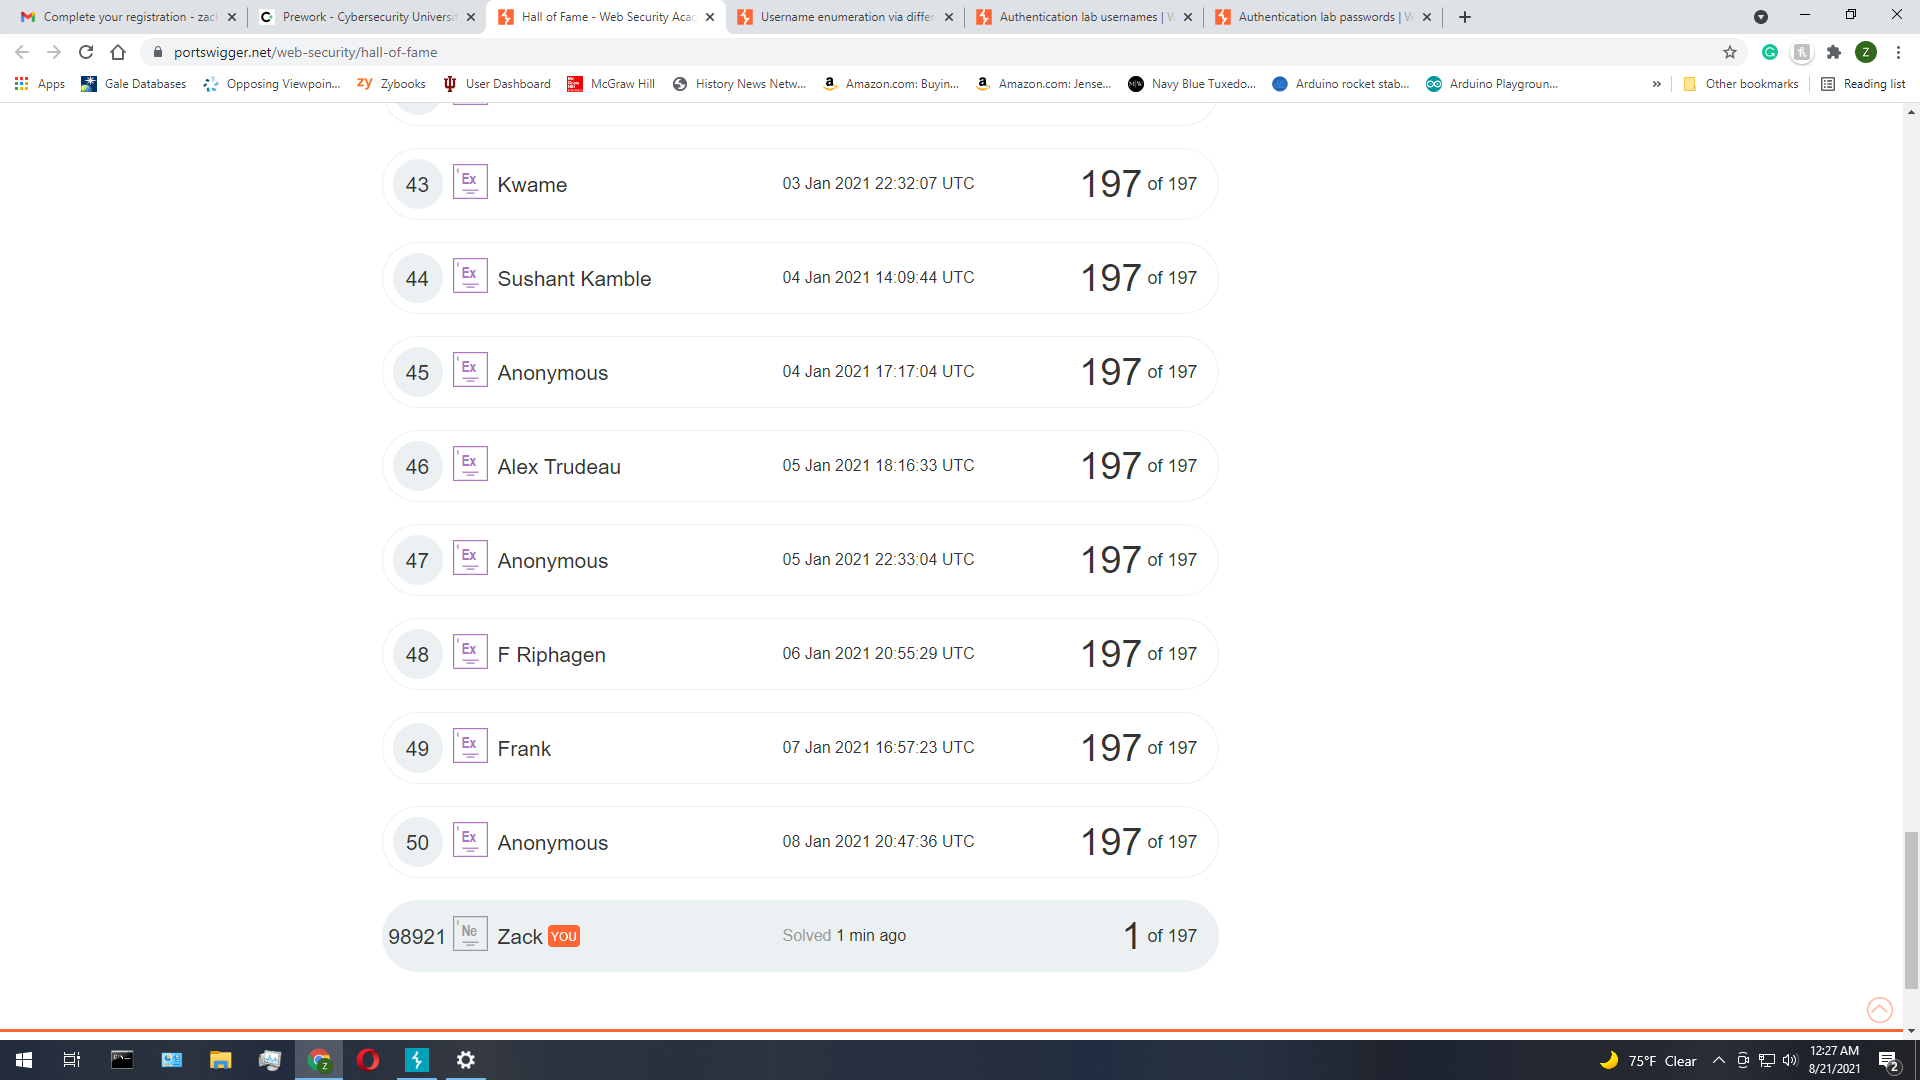 Complete your registration - zac
Prework - Cybersecurity Universit
Hall of Fame - Web Security Aca
Username enumeration via differ
Authentication lab usernames | W
Authentication lab passwords | W
portswigger.net/web-security/hall-of-fame
Z
Apps
Gale Databases
Opposing Viewpoin...
ZY Zybooks
User Dashboard
McGraw Hill
History News Netw...
Amazon.com: Buyin...
Amazon.com: Jense...
Navy Blue Tuxedo...
Arduino rocket stab...
Arduino Playgroun...
»
Other bookmarks
Reading list
43 Ex Kwame 03 Jan 2021 22:32:07 UTC 197 of 197
44 Ex Sushant Kamble 04 Jan 2021 14:09:44 UTC 197 of 197
45 Ex Anonymous 04 Jan 2021 17:17:04 UTC 197 of 197
46 Ex Alex Trudeau 05 Jan 2021 18:16:33 UTC 197 of 197
47 Ex Anonymous 05 Jan 2021 22:33:04 UTC 197 of 197
48 Ex F Riphagen 06 Jan 2021 20:55:29 UTC 197 of 197
49 Ex Frank 07 Jan 2021 16:57:23 UTC 197 of 197
50 Ex Anonymous 08 Jan 2021 20:47:36 UTC 197 of 197
98921 Ne Zack YOU Solved 1 min ago 1 of 197
75°F Clear
12:27 AM
8/21/2021
2